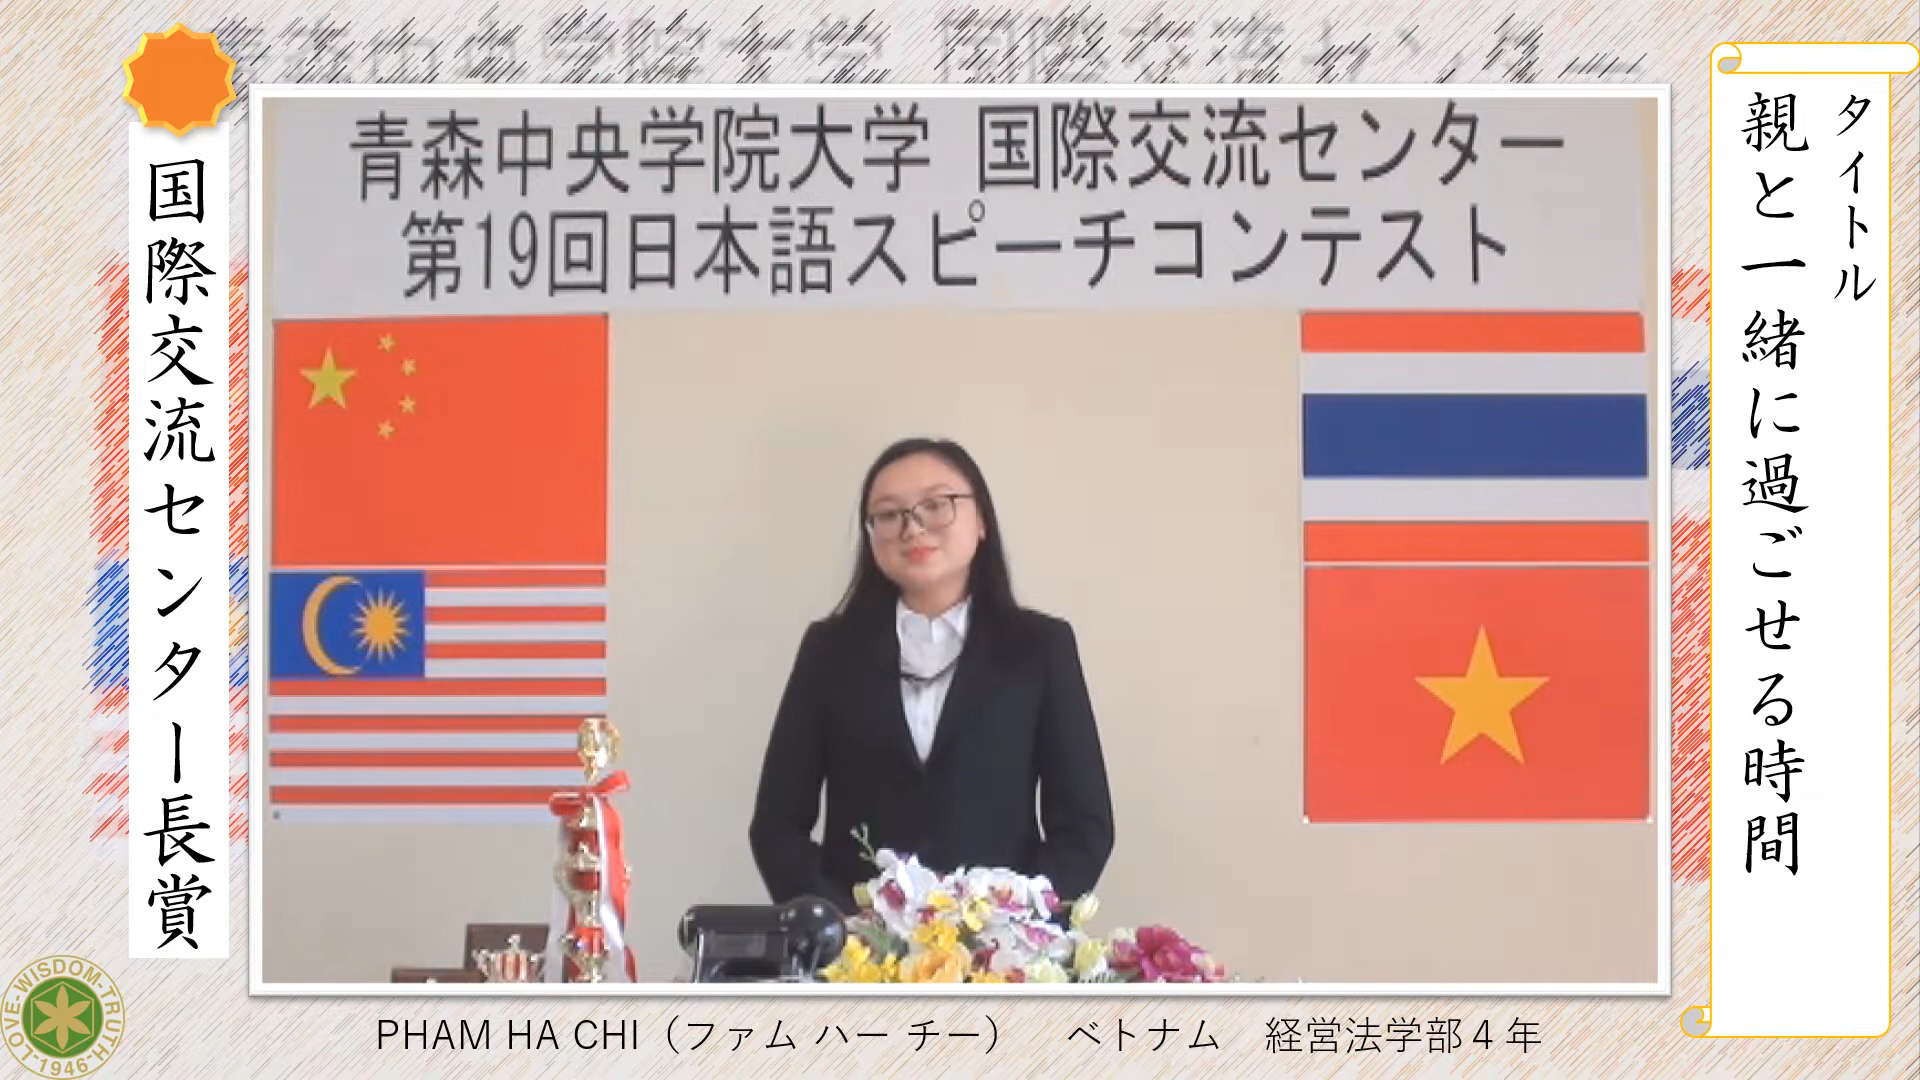 青森中央学院大学 国際交流センター
第19回日本語スピーチコンテスト
タイトル
親と一緒に過ごせる時間
国際交流センター長賞
PHAM HA CHI（ファム ハー チー）　ベトナム　経営法学部４年
LOVE-WISDOM-TRUTH-1946-